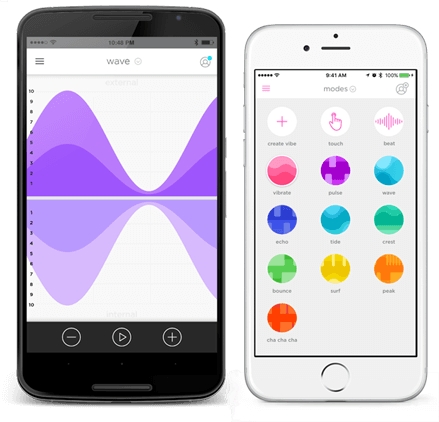 10:46 PM
wave
external
10
9
8
7
6
5
4
3
2
1
1
2
3
4
5
6
7
8
9
10
internal
9:41 AM 100%
modes
create vibe touch beat
vibrate pulse wave
echo tide crest
bounce surf peak
cha cha cha